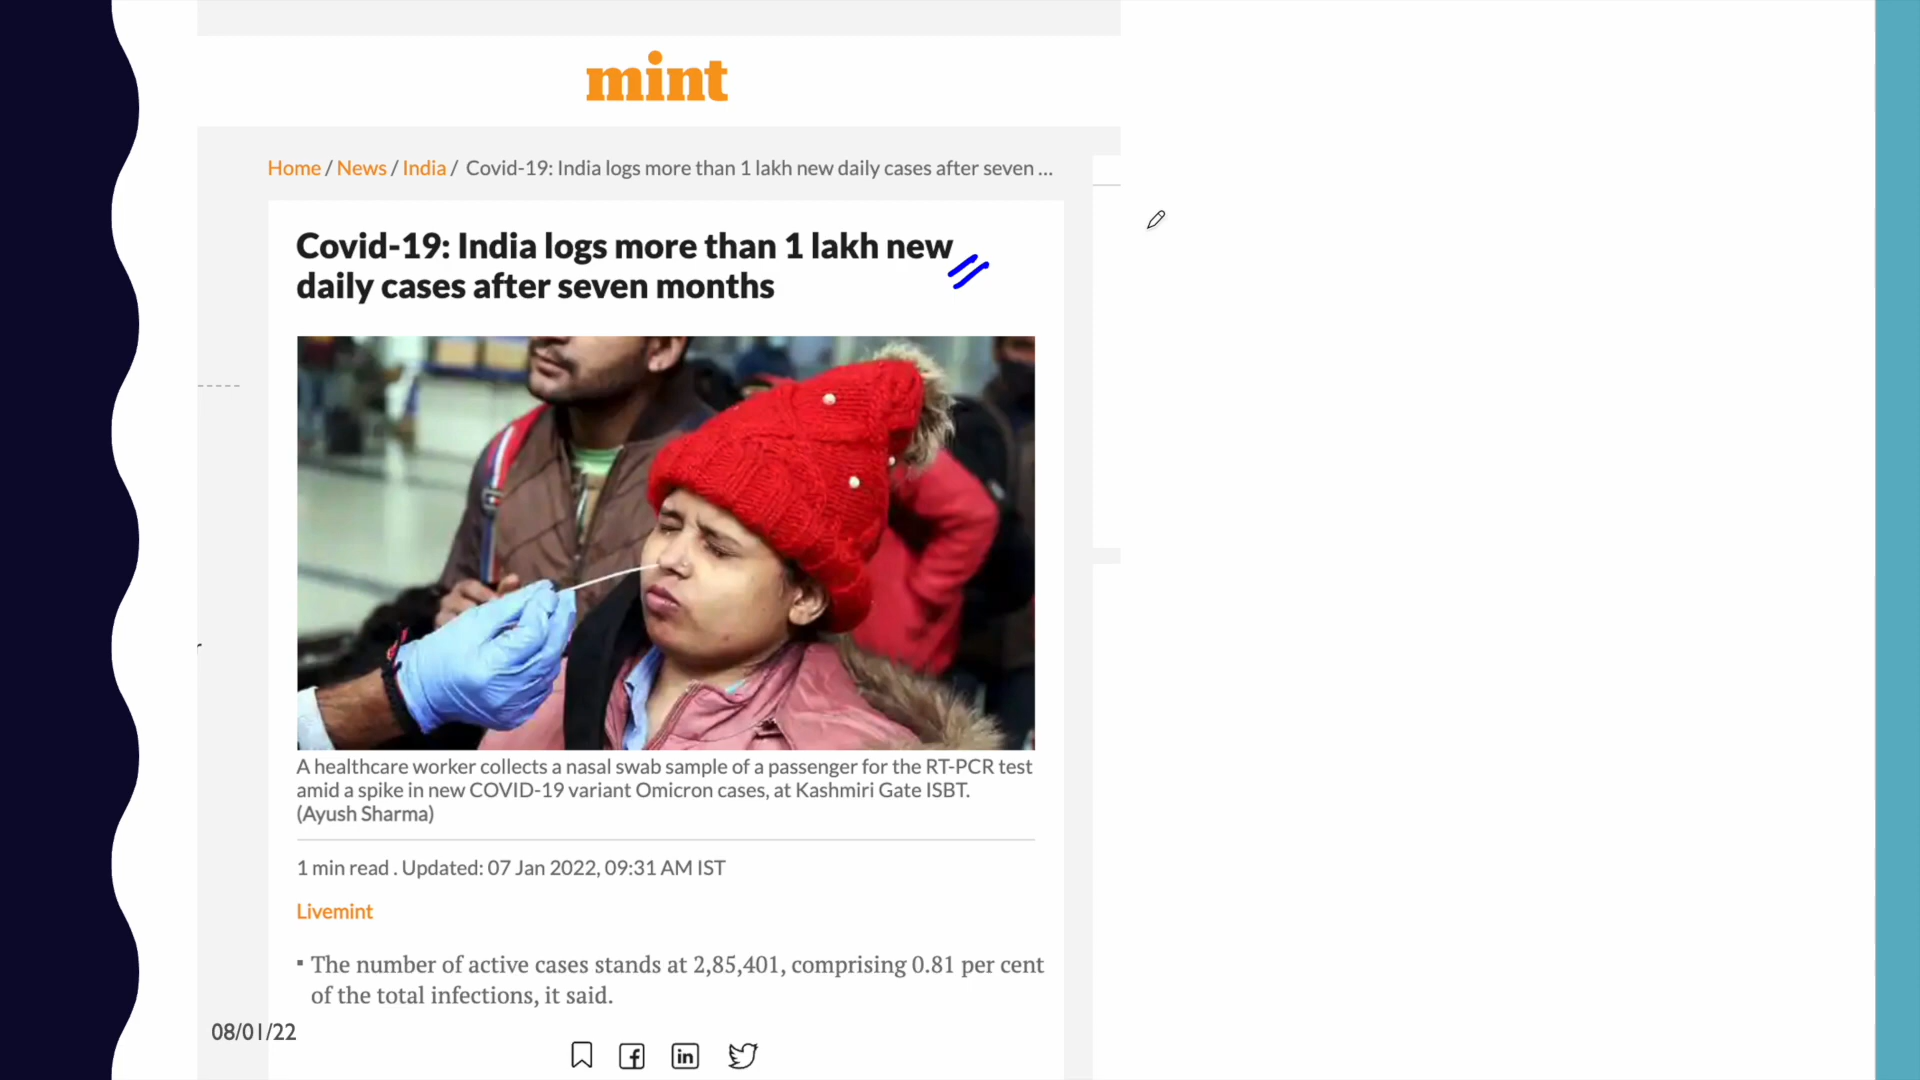 mint
Home / News / India / Covid-19: India logs more than 1 lakh new daily cases after seven ...
Covid-19: India logs more than 1 lakh new
daily cases after seven months
A healthcare worker collects a nasal swab sample of a passenger for the RT-PCR test
amid a spike in new COVID-19 variant Omicron cases, at Kashmiri Gate ISBT.
(Ayush Sharma)
1 min read . Updated: 07 Jan 2022, 09:31 AM IST
Livemint
▪ The number of active cases stands at 2,85,401, comprising 0.81 per cent
of the total infections, it said.
08/01/22